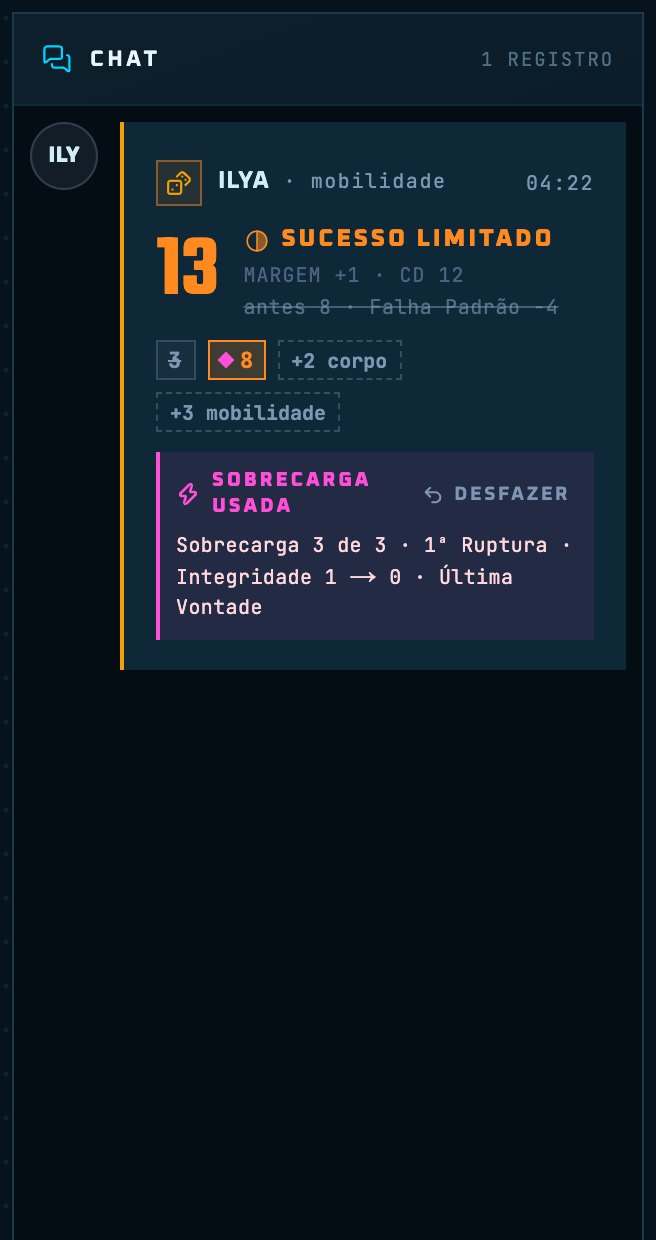 CHAT
1 REGISTRO
ILY
ILYA · mobilidade
04:22
13
SUCESSO LIMITADO
MARGEM +1 · CD 12
antes 8 · Falha Padrão -4
3
8
+2 corpo
+3 mobilidade
SOBRECARGA
USADA
DESFAZER
Sobrecarga 3 de 3 · 1ª Ruptura ·
Integridade 1 → 0 · Última
Vontade